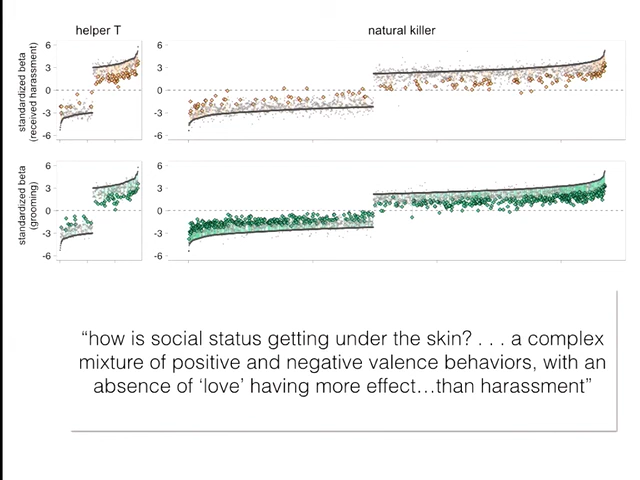 helper T
natural killer
standardized beta
(received harassment)
6
3
0
-3
-6
6
3
0
-3
-6
standardized beta
(grooming)
6
3
0
-3
-6
6
3
0
-3
-6
“how is social status getting under the skin? . . . a complex
mixture of positive and negative valence behaviors, with an
absence of ‘love’ having more effect…than harassment”